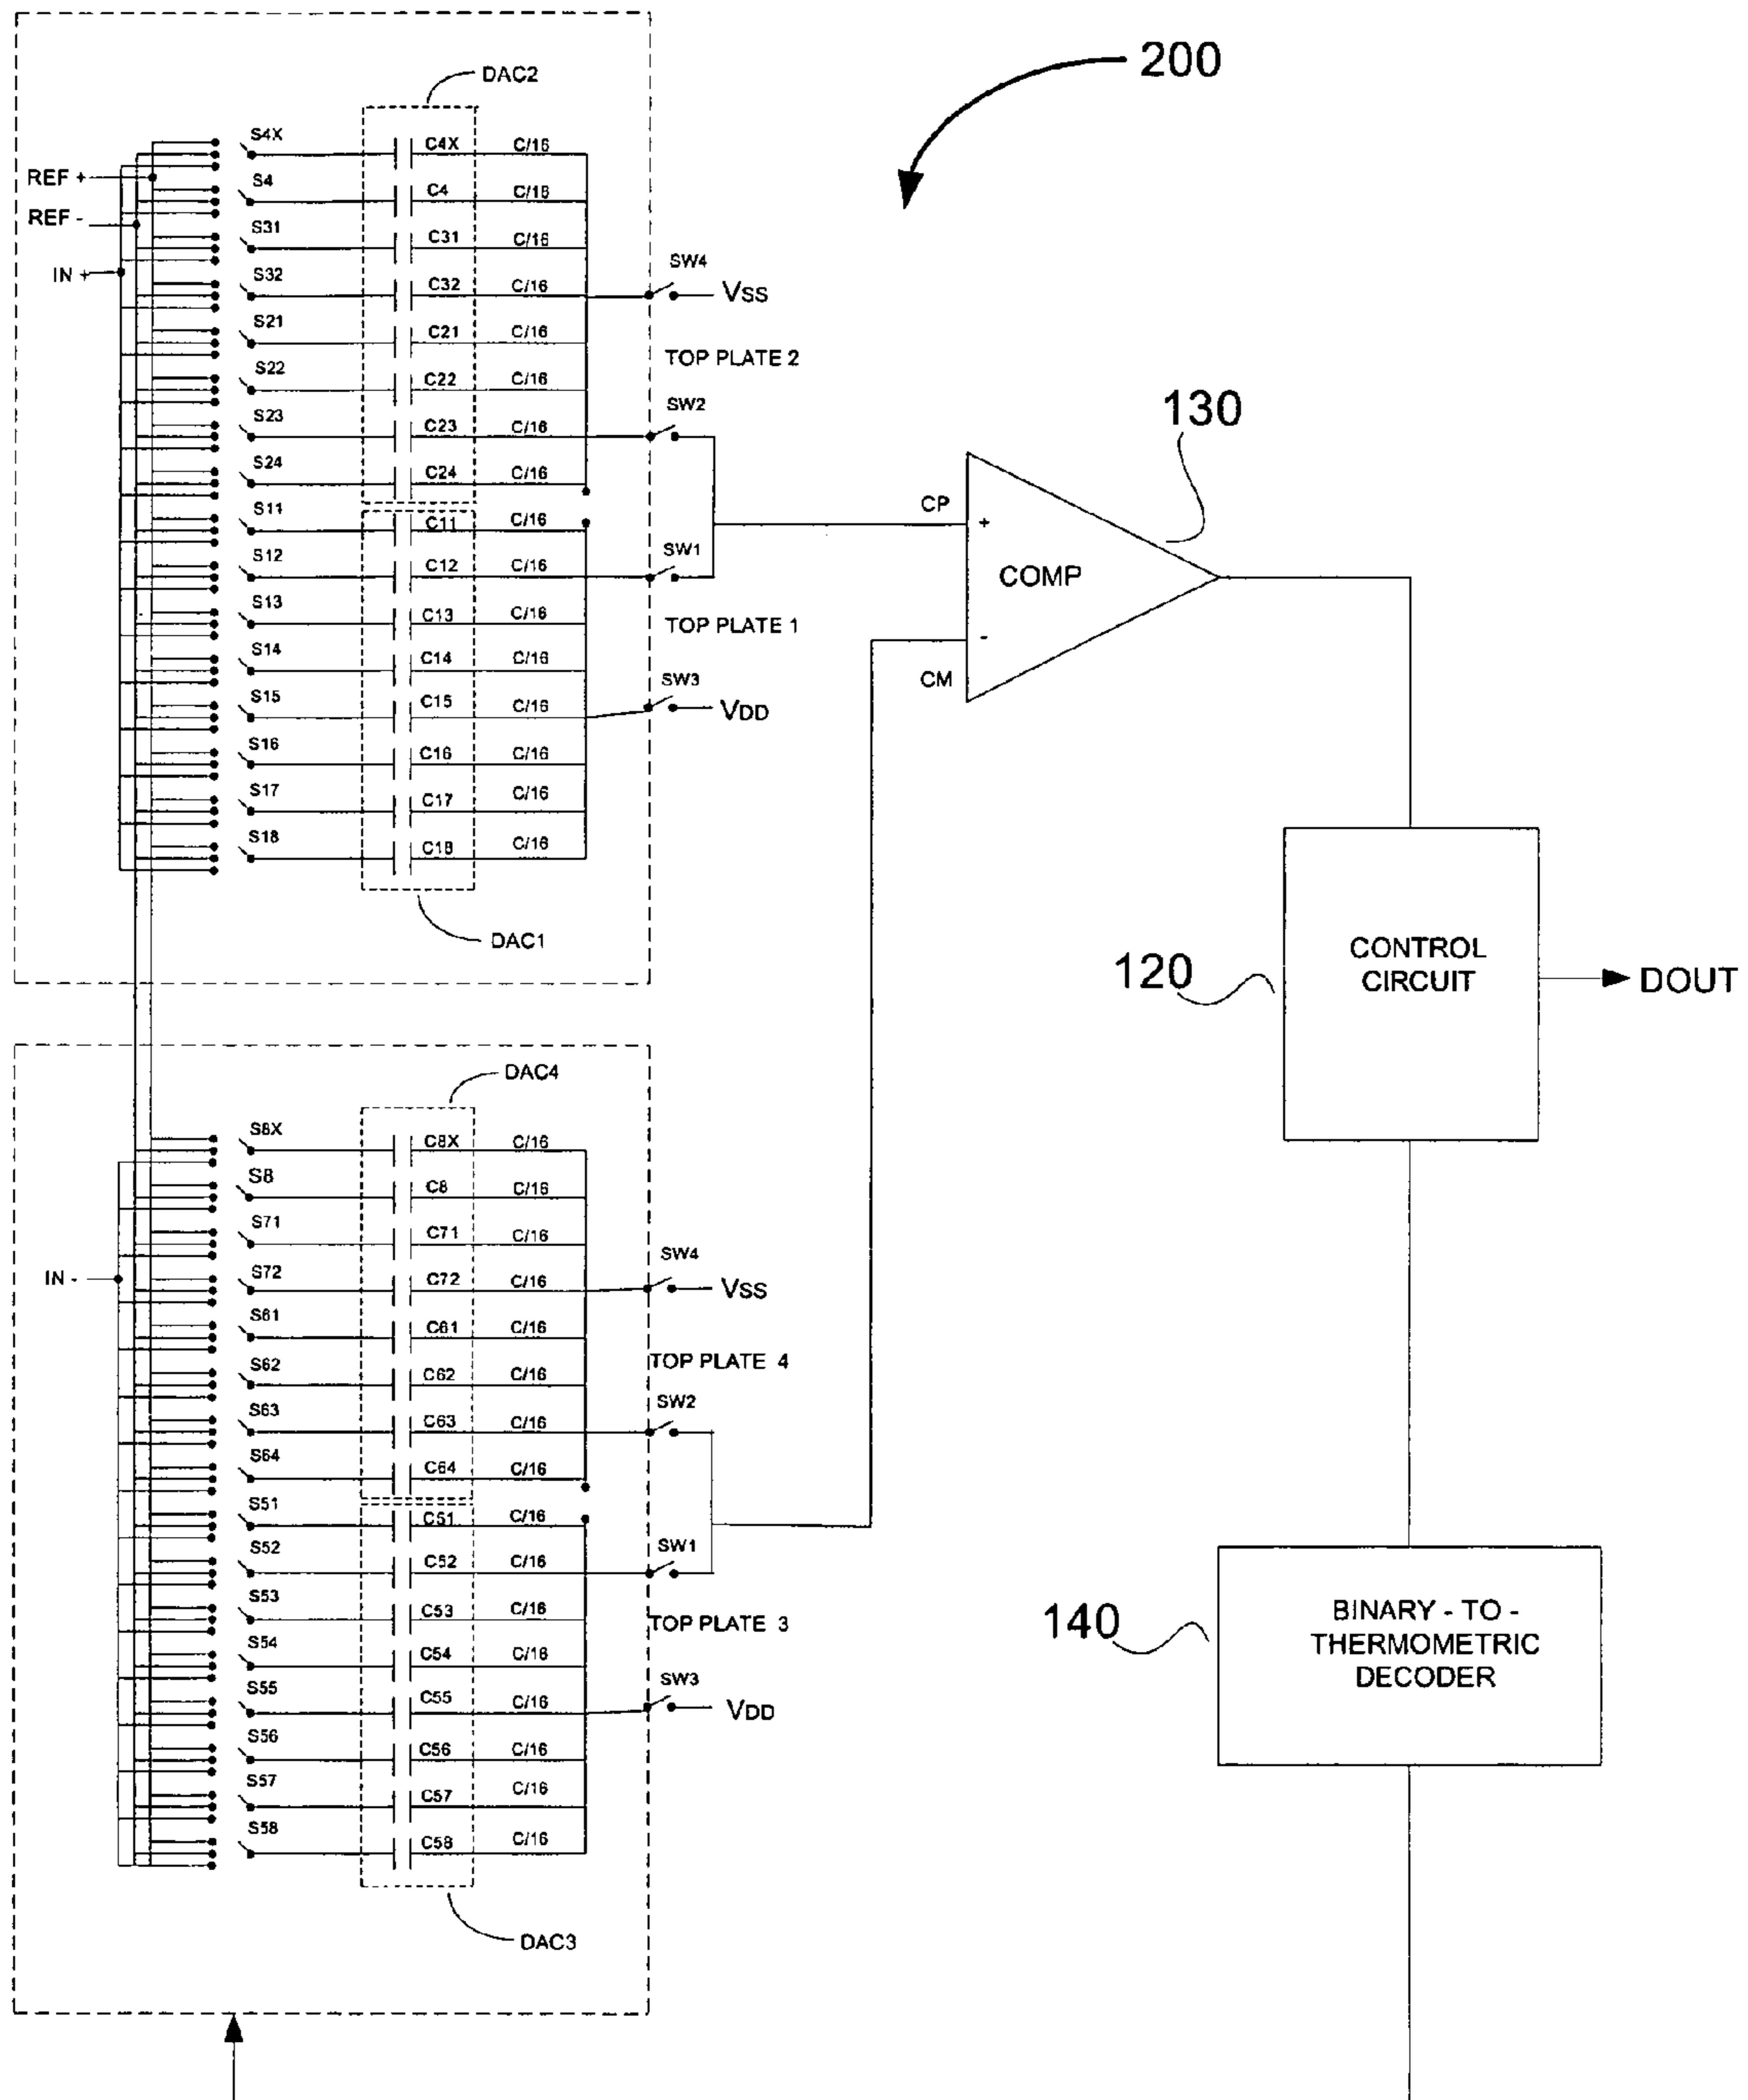 200
DAC2
S4X C4X C/16
REF +
S4 C4 C/16
REF -
S31 C31 C/16
IN +
S32 C32 C/16
SW4
VSS
S21 C21 C/16
TOP PLATE 2
S22 C22 C/16
S23 C23 C/16
SW2
S24 C24 C/16
130
S11 C11 C/16
CP
+
S12 C12 C/16
SW1
COMP
S13 C13 C/16
TOP PLATE 1
-
S14 C14 C/16
CM
S15 C15 C/16
SW3
VDD
S16 C16 C/16
S17 C17 C/16
S18 C18 C/16
DAC1
CONTROL
CIRCUIT
120
DOUT
DAC4
S8X C8X C/16
S8 C8 C/16
S71 C71 C/16
IN -
S72 C72 C/16
SW4
VSS
S61 C61 C/16
TOP PLATE 4
S62 C62 C/16
S63 C63 C/16
SW2
S64 C64 C/16
S51 C51 C/16
S52 C52 C/16
SW1
S53 C53 C/16
TOP PLATE 3
S54 C54 C/16
S55 C55 C/16
SW3
VDD
S56 C56 C/16
S57 C57 C/16
S58 C58 C/16
DAC3
140
BINARY - TO -
THERMOMETRIC
DECODER